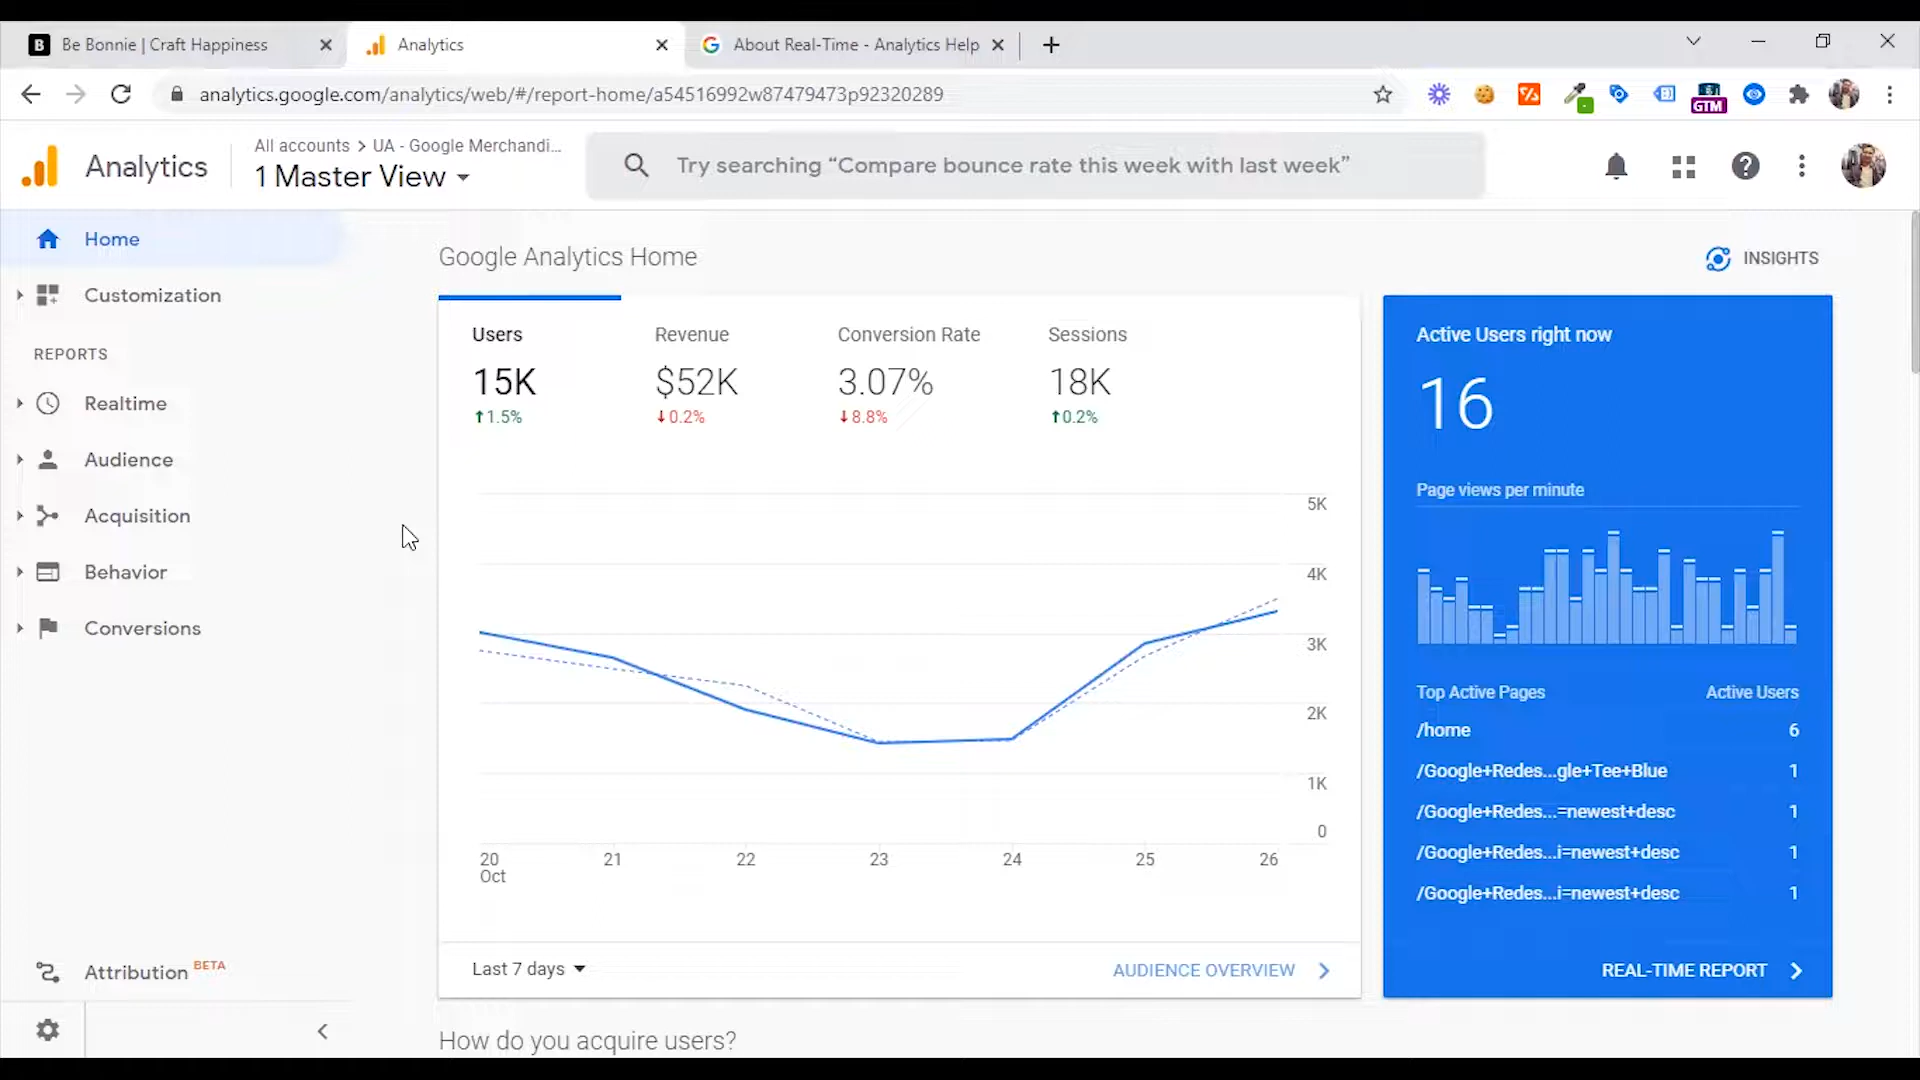 B Be Bonnie | Craft Happiness
Analytics
About Real-Time - Analytics Help
analytics.google.com/analytics/web/#/report-home/a54516992w87479473p92320289
GTM
Analytics
All accounts > UA - Google Merchandi...
1 Master View
Try searching “Compare bounce rate this week with last week”
Home
Customization
REPORTS
Realtime
Audience
Acquisition
Behavior
Conversions
Attribution BETA
Google Analytics Home
INSIGHTS
Users
15K
1.5%
Revenue
$52K
0.2%
Conversion Rate
3.07%
8.8%
Sessions
18K
0.2%
5K
4K
3K
2K
1K
0
20 21 22 23 24 25 26
Oct
Last 7 days
AUDIENCE OVERVIEW
Active Users right now
16
Page views per minute
Top Active Pages Active Users
/home 6
/Google+Redes...gle+Tee+Blue 1
/Google+Redes...=newest+desc 1
/Google+Redes...i=newest+desc 1
/Google+Redes...i=newest+desc 1
REAL-TIME REPORT
How do you acquire users?